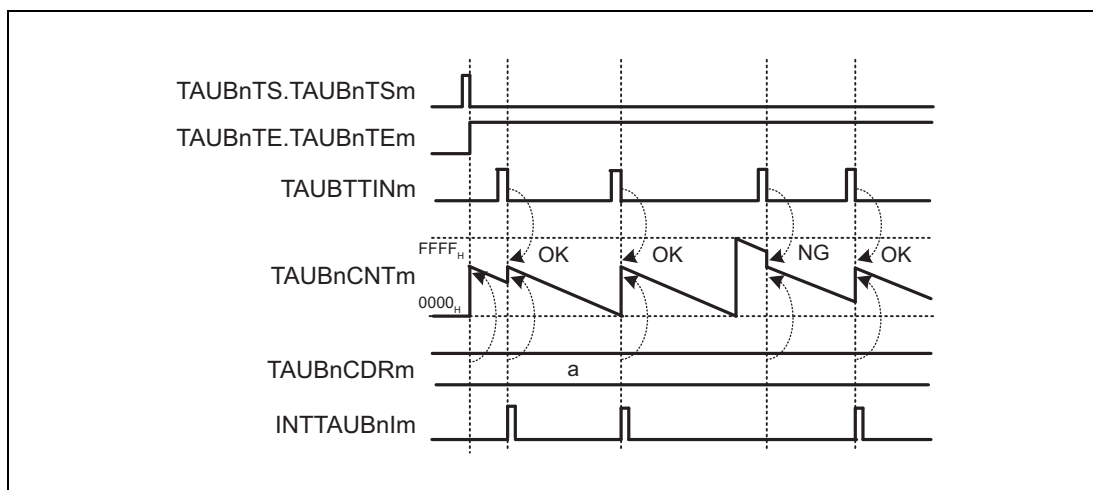 TAUBnTS.TAUBnTSm
TAUBnTE.TAUBnTEm
TAUBTTINm
FFFFH
OK
OK
NG
OK
TAUBnCNTm
0000H
TAUBnCDRm
a
INTTAUBnIm